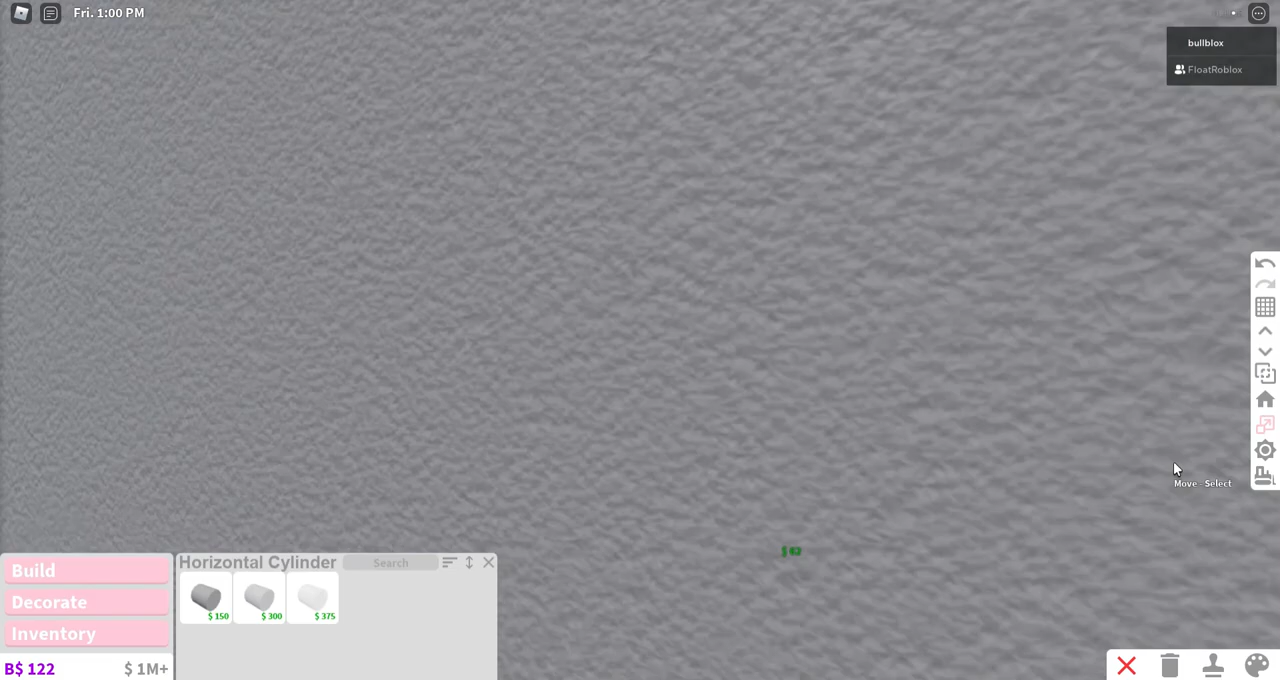 Fri. 1:00 PM
bullblox
FloatRoblox
Move - Select
Horizontal Cylinder
Search
$ 150
$ 300
$ 375
Build
Decorate
Inventory
B$ 122
$ 1M+